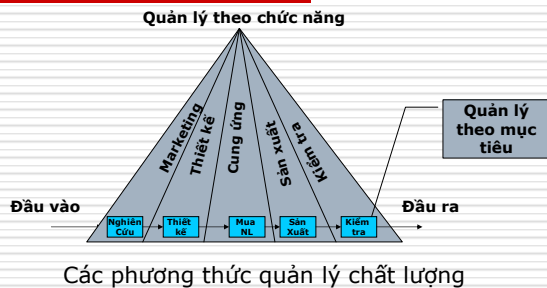 Quản lý theo chức năng
Marketing
Thiết kế
Cung ứng
Sản xuất
Kiểm tra
Quản lý
theo mục
tiêu
Đầu vào
Đầu ra
Nghiên
Cứu
Thiết
kế
Mua
NL
Sản
Xuất
Kiểm
tra
Các phương thức quản lý chất lượng